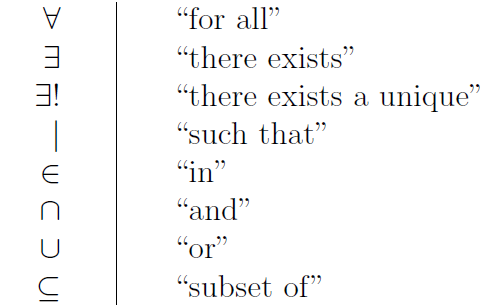 ∀ “for all”
∃ “there exists”
∃! “there exists a unique”
| “such that”
∈ “in”
∩ “and”
∪ “or”
⊆ “subset of”